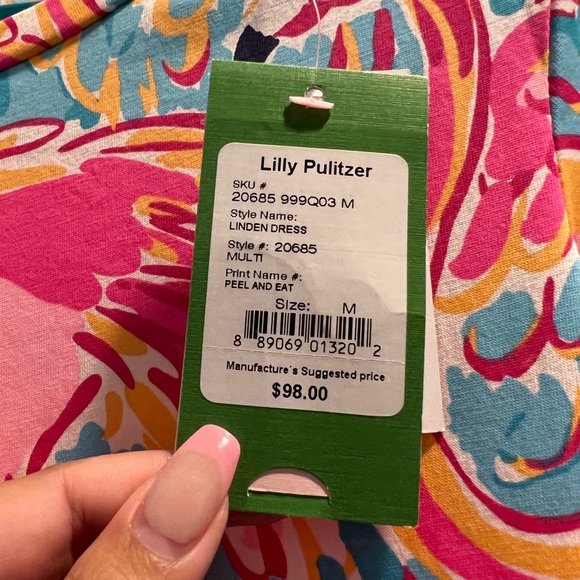 Lilly Pulitzer
SKU #
20685 999Q03 M
Style Name:
LINDEN DRESS
Style #: 20685
MULTI
Print Name #:
PEEL AND EAT
Size: M
8 89069 01320 2
Manufacture's Suggested price
$98.00